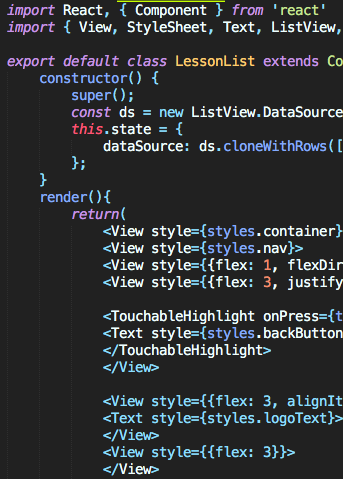 import React, { Component } from 'react'
import { View, StyleSheet, Text, ListView,
export default class LessonList extends Co
constructor() {
super();
const ds = new ListView.DataSource
this.state = {
dataSource: ds.cloneWithRows([
};
}
render(){
return(
<View style={styles.container}
<View style={styles.nav}>
<View style={{flex: 1, flexDir
<View style={{flex: 3, justify
<TouchableHighlight onPress={t
<Text style={styles.backButton
</TouchableHighlight>
</View>
<View style={{flex: 3, alignIt
<Text style={styles.logoText}>
</View>
<View style={{flex: 3}}>
</View>